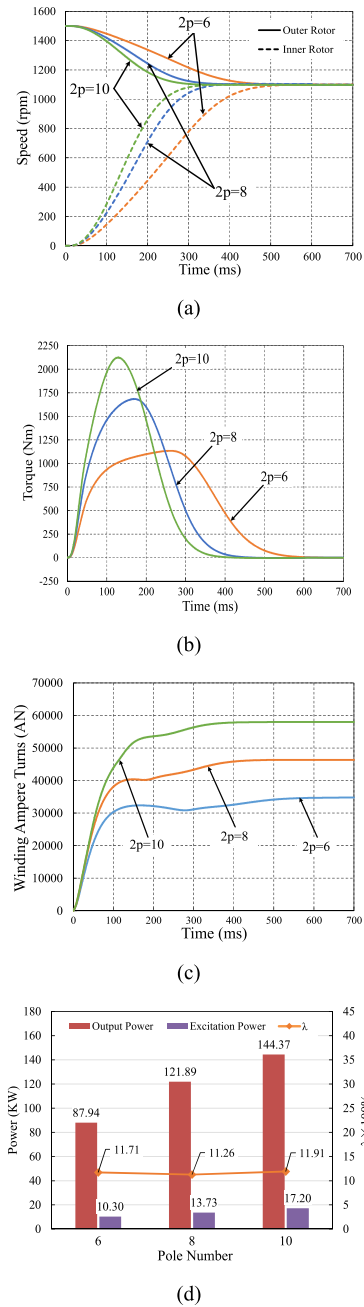 1600
1400
1200
1000
800
600
400
200
0
Speed (rpm)
2p=6
Outer Rotor
Inner Rotor
2p=10
2p=8
0 100 200 300 400 500 600 700
Time (ms)
(a)
2250
2000
1750
1500
1250
1000
750
500
250
0
-250
Torque (Nm)
2p=10
2p=8
2p=6
0 100 200 300 400 500 600 700
Time (ms)
(b)
70000
60000
50000
40000
30000
20000
10000
0
Winding Ampere Turns (AN)
2p=10
2p=8
2p=6
0 100 200 300 400 500 600 700
Time (ms)
(c)
180
160
140
120
100
80
60
40
20
0
Power (KW)
Output Power Excitation Power λ
144.37
121.89
87.94
11.71
11.26
11.91
10.30
13.73
17.20
45
40
35
30
25
20
15
10
5
0
6 8 10
Pole Number
(d)